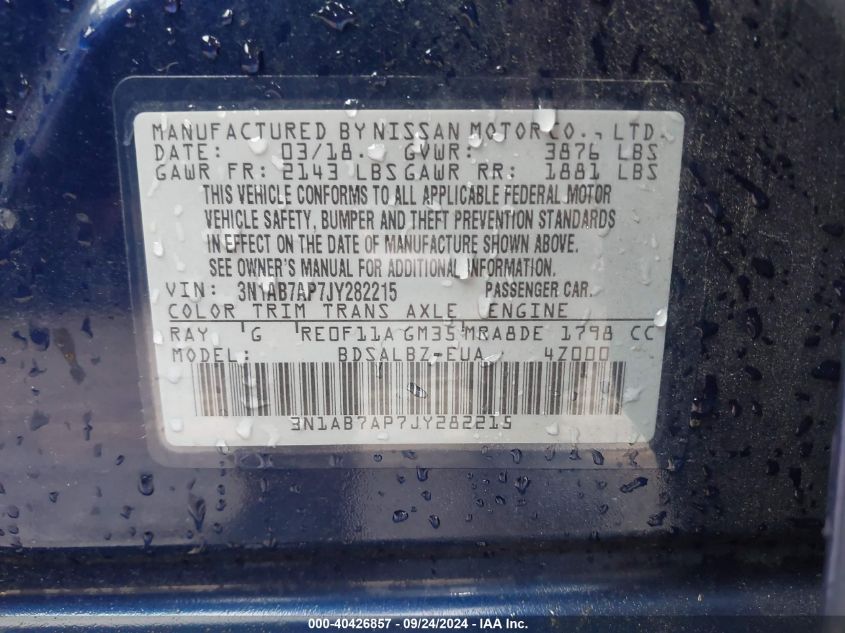 MANUFACTURED BY NISSAN MOTOR CO., LTD.
DATE: 03/18 GVWR: 3876 LBS
GAWR FR: 2143 LBS GAWR RR: 1881 LBS
THIS VEHICLE CONFORMS TO ALL APPLICABLE FEDERAL MOTOR
VEHICLE SAFETY, BUMPER AND THEFT PREVENTION STANDARDS
IN EFFECT ON THE DATE OF MANUFACTURE SHOWN ABOVE.
SEE OWNER'S MANUAL FOR ADDITIONAL INFORMATION.
VIN: 3N1AB7AP7JY282215 PASSENGER CAR
COLOR TRIM TRANS AXLE ENGINE
RAY G RE0F11A GM35 MRA8DE 1798 CC
MODEL: BDSALBZ-EUA 4Z000
3N1AB7AP7JY282215
000-40426857 - 09/24/2024 - IAA Inc.